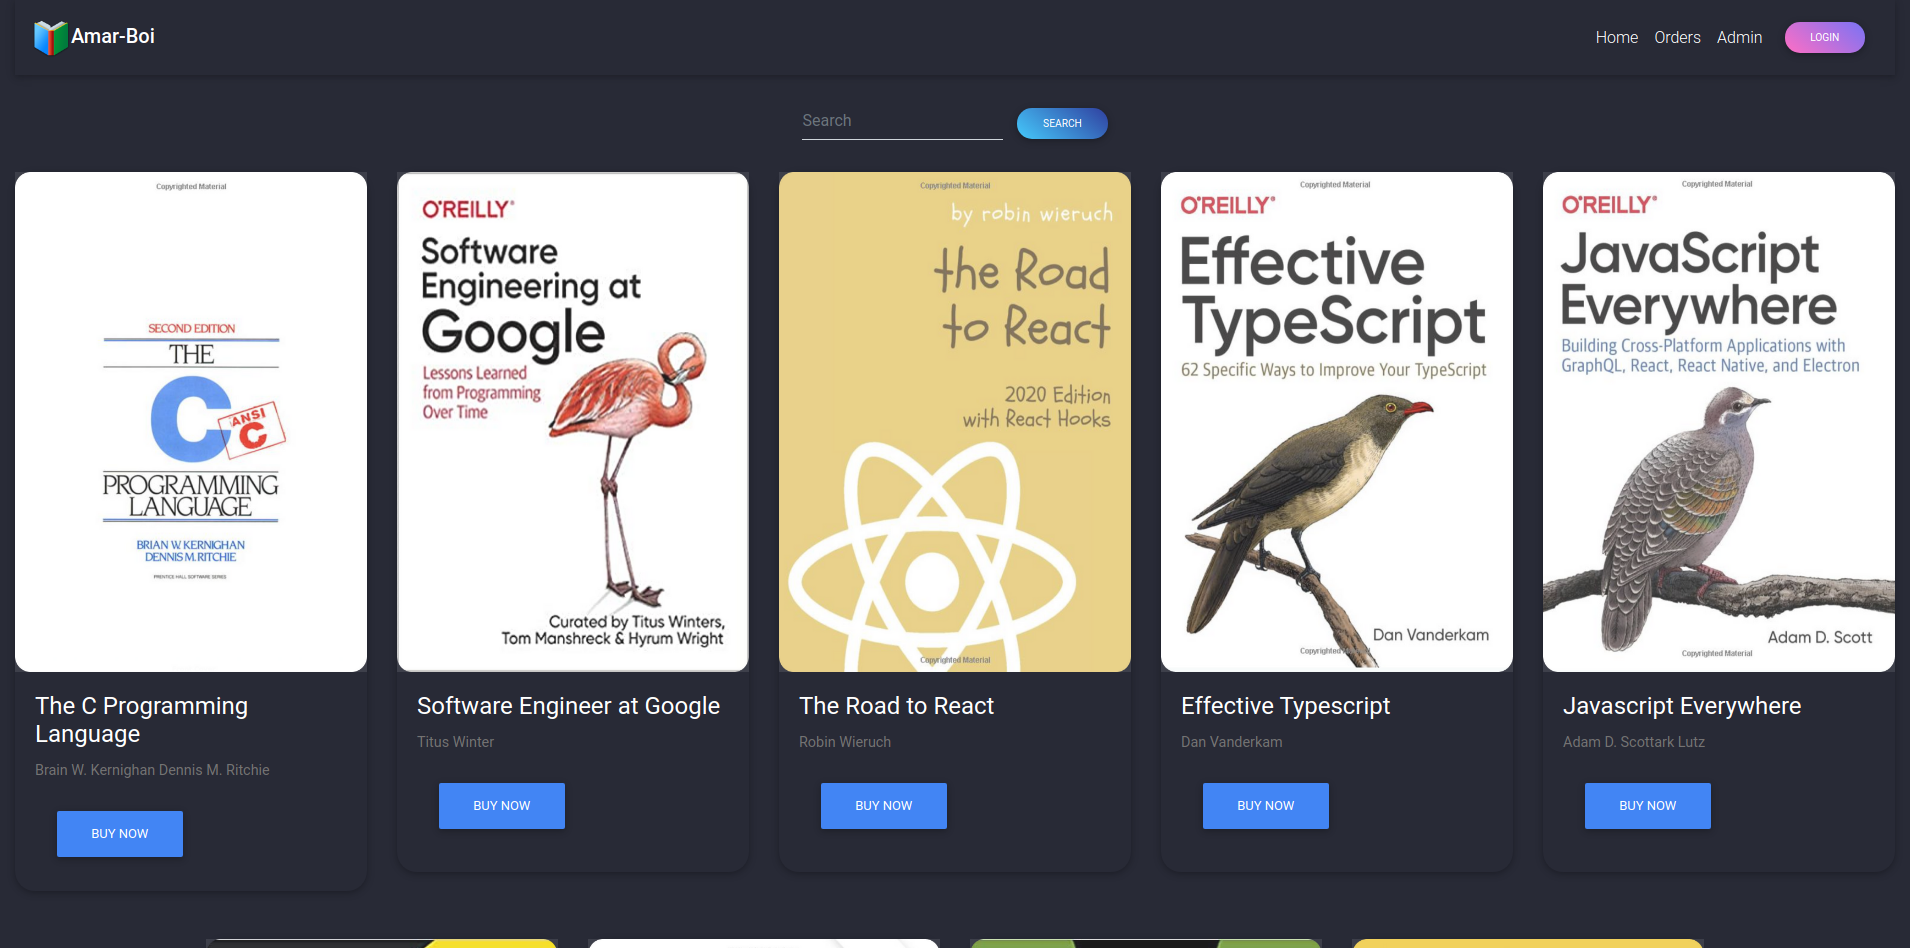 Amar-Boi
Home Orders Admin LOGIN
Search SEARCH
Copyrighted Material
SECOND EDITION
THE
C
ANSI
C
PROGRAMMING
LANGUAGE
BRIAN W. KERNIGHAN
DENNIS M. RITCHIE
PRENTICE HALL SOFTWARE SERIES
The C Programming
Language
Brain W. Kernighan Dennis M. Ritchie
BUY NOW
O'REILLY®
Software
Engineering at
Google
Lessons Learned
from Programming
Over Time
Curated by Titus Winters,
Tom Manshreck & Hyrum Wright
Software Engineer at Google
Titus Winter
BUY NOW
Copyrighted Material
by robin wieruch
the Road
to React
2020 Edition
with React Hooks
Copyrighted Material
The Road to React
Robin Wieruch
BUY NOW
Copyrighted Material
O'REILLY®
Effective
TypeScript
62 Specific Ways to Improve Your TypeScript
Dan Vanderkam
Copyrighted
Effective Typescript
Dan Vanderkam
BUY NOW
Copyrighted Material
O'REILLY®
JavaScript
Everywhere
Building Cross-Platform Applications with
GraphQL, React, React Native, and Electron
Adam D. Scott
Copyrighted Material
Javascript Everywhere
Adam D. Scottark Lutz
BUY NOW